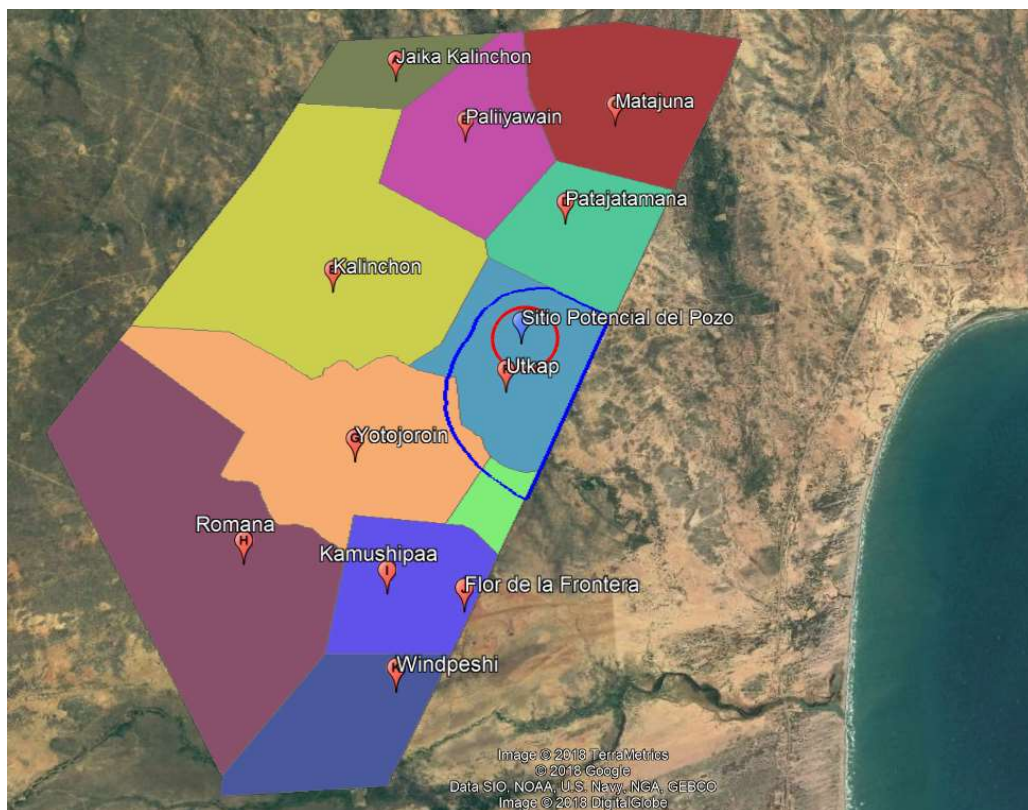 Jaika Kalinchon
Paliiyawain
Matajuna
Patajatamana
Kalinchon
Sitio Potencial del Pozo
Utkap
Yotojoroin
Romana
H
Kamushipaa
I
Flor de la Frontera
Windpeshi
Image © 2018 TerraMetrics
© 2018 Google
Data SIO, NOAA, U.S. Navy, NGA, GEBCO
Image © 2018 DigitalGlobe